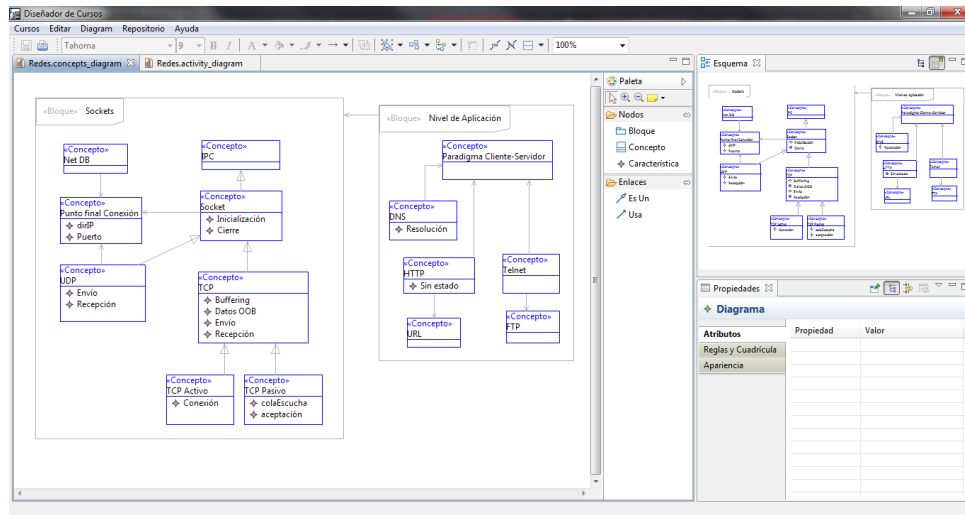 Diseñador de Cursos
Cursos Editar Diagram Repositorio Ayuda
Tahoma 9 B I A 100%
Redes.concepts_diagram Redes.activity_diagram
«Bloque» Sockets
«Concepto»
Net DB
«Concepto»
IPC
«Concepto»
Punto final Conexión
dirIP
Puerto
«Concepto»
Socket
Inicialización
Cierre
«Concepto»
UDP
Envío
Recepción
«Concepto»
TCP
Buffering
Datos OOB
Envío
Recepción
«Concepto»
TCP Activo
Conexión
«Concepto»
TCP Pasivo
colaEscucha
aceptación
«Bloque» Nivel de Aplicación
«Concepto»
Paradigma Cliente-Servidor
«Concepto»
DNS
Resolución
«Concepto»
HTTP
Sin estado
«Concepto»
Telnet
«Concepto»
URL
«Concepto»
FTP
Paleta
Nodos
Bloque
Concepto
Característica
Enlaces
Es Un
Usa
Esquema
Propiedades
Diagrama
Atributos
Reglas y Cuadrícula
Apariencia
Propiedad Valor